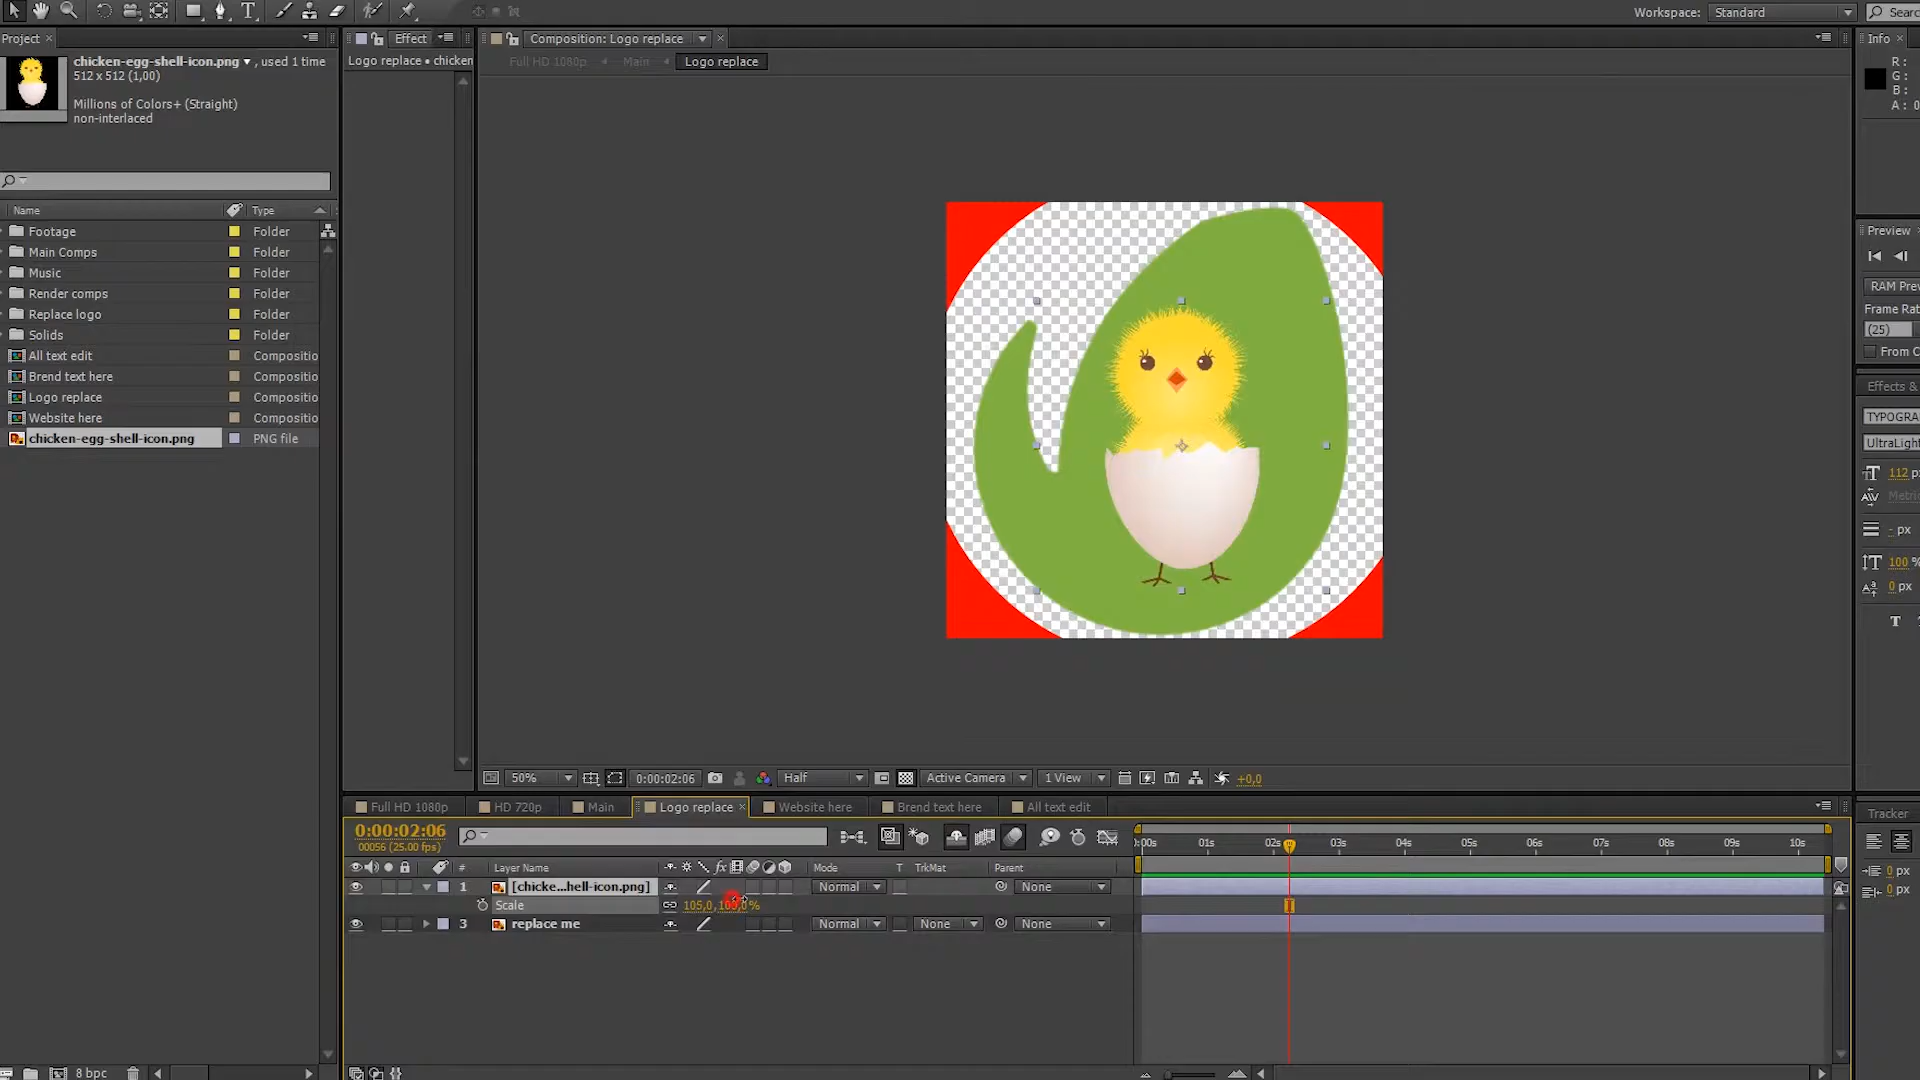 Workspace:
Standard
Searc
Project
Effect
Composition: Logo replace
Info
chicken-egg-shell-icon.png
, used 1 time
512 x 512 (1,00)
Millions of Colors+ (Straight)
non-interlaced
Logo replace • chicken
Full HD 1080p
Main
Logo replace
R :
G :
B :
A : 0
Name
Type
Footage
Folder
Main Comps
Folder
Music
Folder
Render comps
Folder
Replace logo
Folder
Solids
Folder
All text edit
Compositio
Brend text here
Compositio
Logo replace
Compositio
Website here
Compositio
chicken-egg-shell-icon.png
PNG file
Preview
RAM Prev
Frame Rat
(25)
From C
Effects &
TYPOGRA
UltraLight
112 p
Metric
- px
100 %
0 px
T
50%
0:00:02:06
Half
Active Camera
1 View
+0,0
Full HD 1080p
HD 720p
Main
Logo replace
Website here
Brend text here
All text edit
Tracker
0:00:02:06
00056 (25.00 fps)
0 px
0 px
#
Layer Name
fx
Mode
T
TrkMat
Parent
:00s
01s
02s
03s
04s
05s
06s
07s
08s
09s
10s
1
[chicke...hell-icon.png]
Normal
None
Scale
105,0
%
3
replace me
Normal
None
None
8 bpc